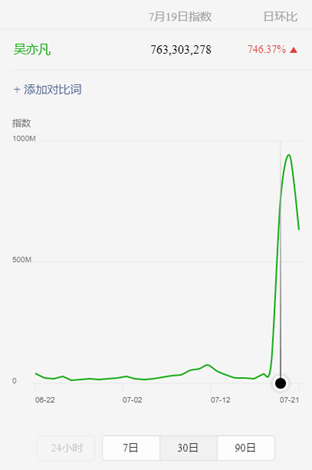 7月19日指数 日环比
吴亦凡 763,303,278 746.37% ▲
+ 添加对比词
指数
1000M
500M
0
06-22 07-02 07-12 07-21
24小时 7日 30日 90日